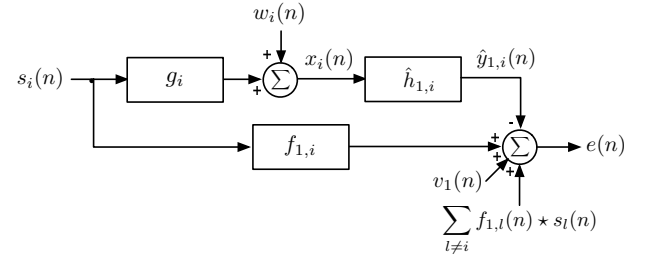 w_i(n)
s_i(n)
g_i
+
+
Σ
x_i(n)
ĥ_{1,i}
ŷ_{1,i}(n)
-
f_{1,i}
+
+
+
Σ
e(n)
v_1(n)
∑_{l≠i} f_{1,l}(n) ⋆ s_l(n)